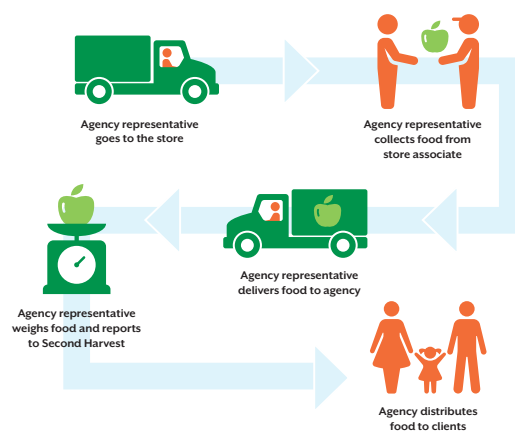 Agency representative
goes to the store
Agency representative
collects food from
store associate
Agency representative
delivers food to agency
Agency representative
weighs food and reports
to Second Harvest
Agency distributes
food to clients